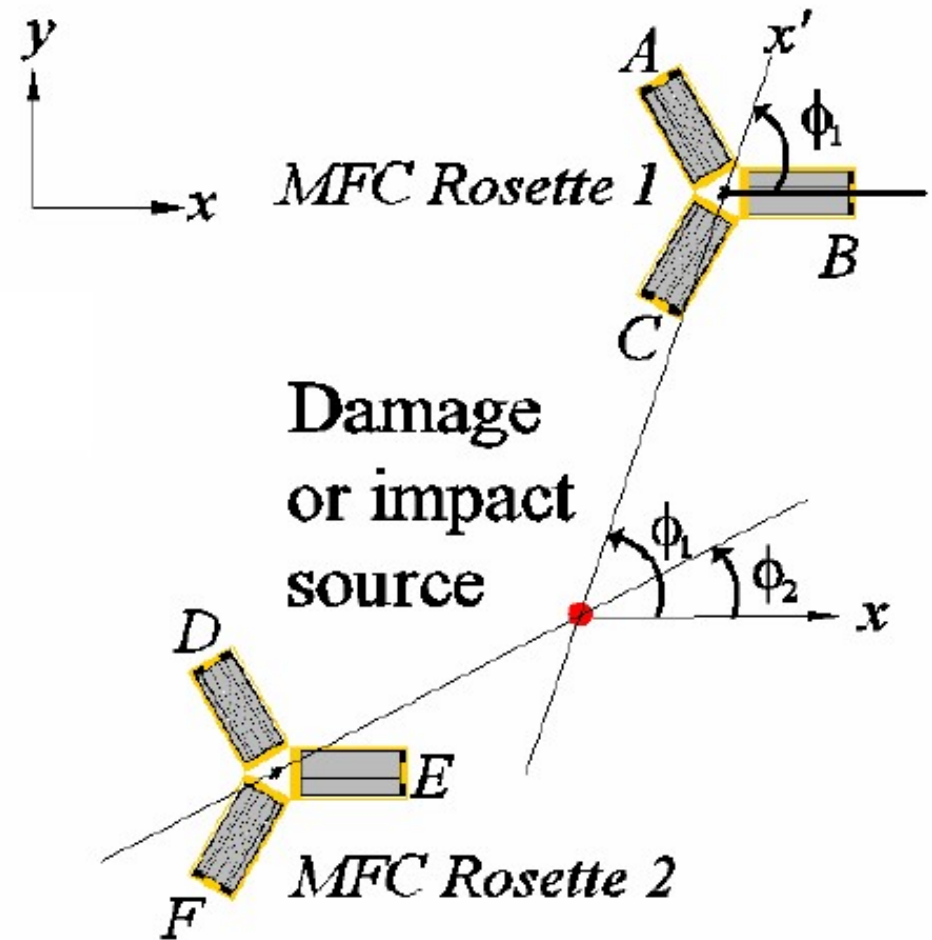 y
x
A
x′
ϕ₁
MFC Rosette 1
B
C
Damage
or impact
source
ϕ₁
ϕ₂
x
D
E
MFC Rosette 2
F